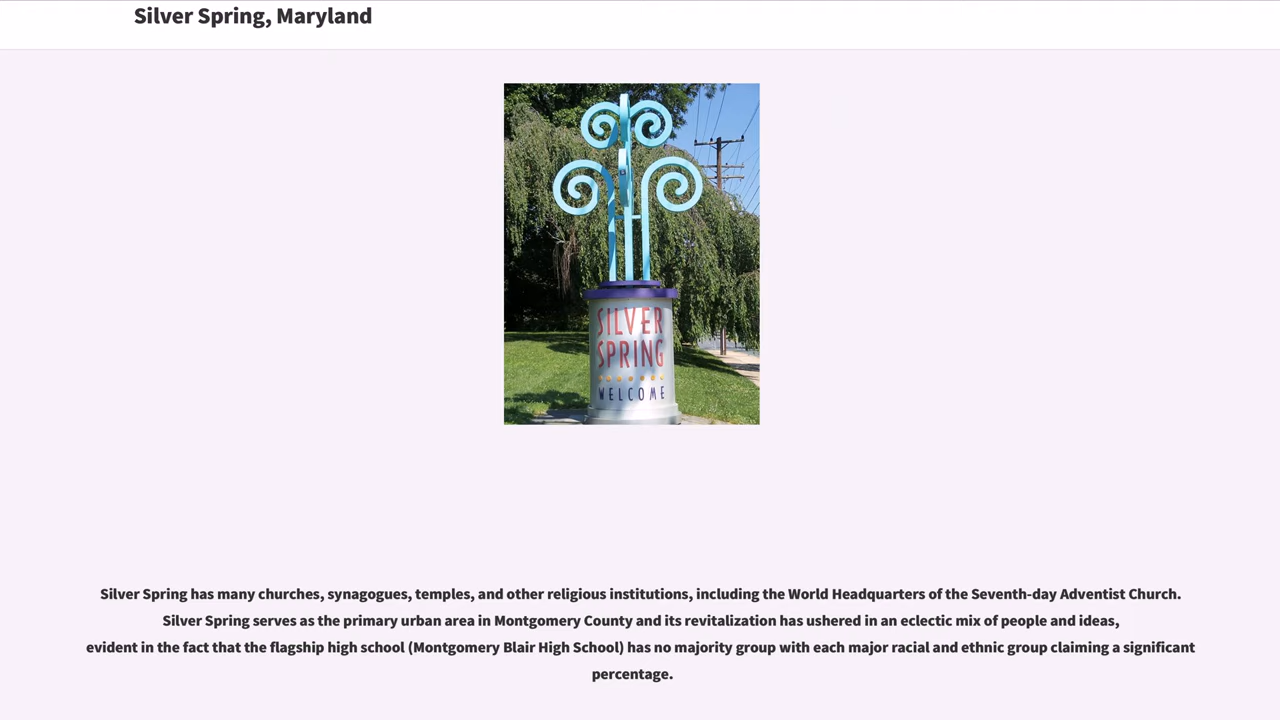 Silver Spring, Maryland
SILVER
SPRING
WELCOME
Silver Spring has many churches, synagogues, temples, and other religious institutions, including the World Headquarters of the Seventh-day Adventist Church.
Silver Spring serves as the primary urban area in Montgomery County and its revitalization has ushered in an eclectic mix of people and ideas,
evident in the fact that the flagship high school (Montgomery Blair High School) has no majority group with each major racial and ethnic group claiming a significant
percentage.